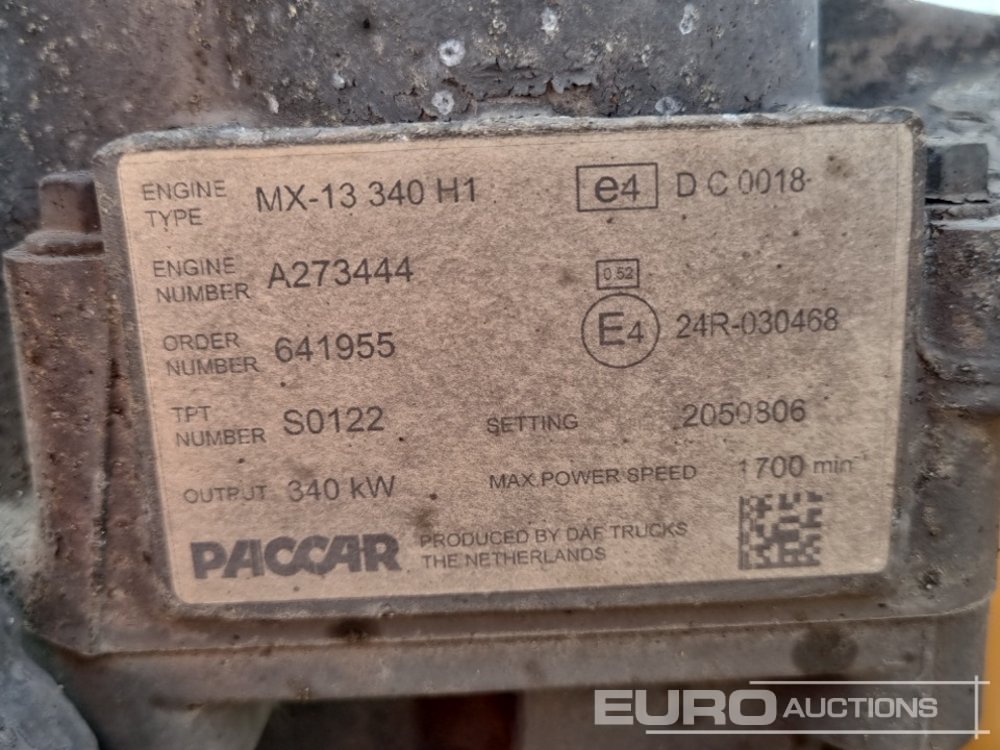 ENGINE TYPE MX-13 340 H1 e4 D C 0018
ENGINE NUMBER A273444 0.52
E4 24R-030468
ORDER NUMBER 641955
TPT NUMBER S0122 SETTING 2050806
OUTPUT 340 kW MAX POWER SPEED 1700 min
PACCAR PRODUCED BY DAF TRUCKS
THE NETHERLANDS
EURO AUCTIONS